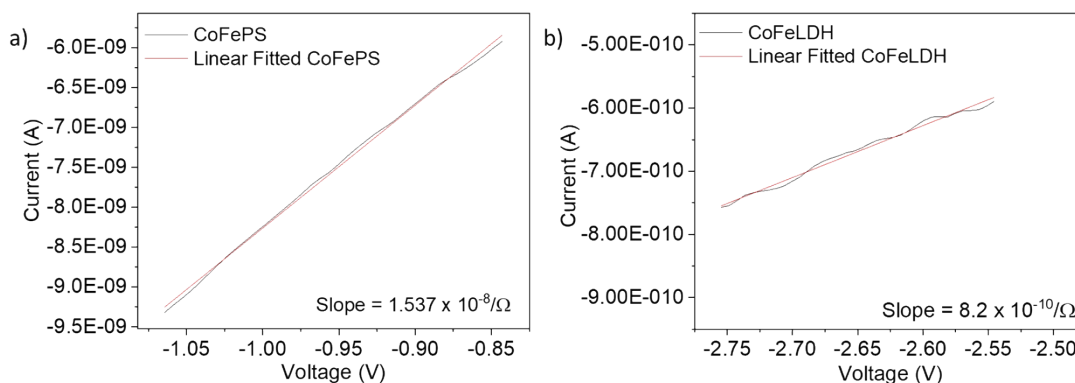 a)
CoFePS
Linear Fitted CoFePS
Current (A)
-6.0E-09
-6.5E-09
-7.0E-09
-7.5E-09
-8.0E-09
-8.5E-09
-9.0E-09
-9.5E-09
Slope = 1.537 x 10⁻⁸/Ω
-1.05
-1.00
-0.95
-0.90
-0.85
Voltage (V)
b)
CoFeLDH
Linear Fitted CoFeLDH
Current (A)
-5.00E-010
-6.00E-010
-7.00E-010
-8.00E-010
-9.00E-010
Slope = 8.2 x 10⁻¹⁰/Ω
-2.75
-2.70
-2.65
-2.60
-2.55
-2.50
Voltage (V)